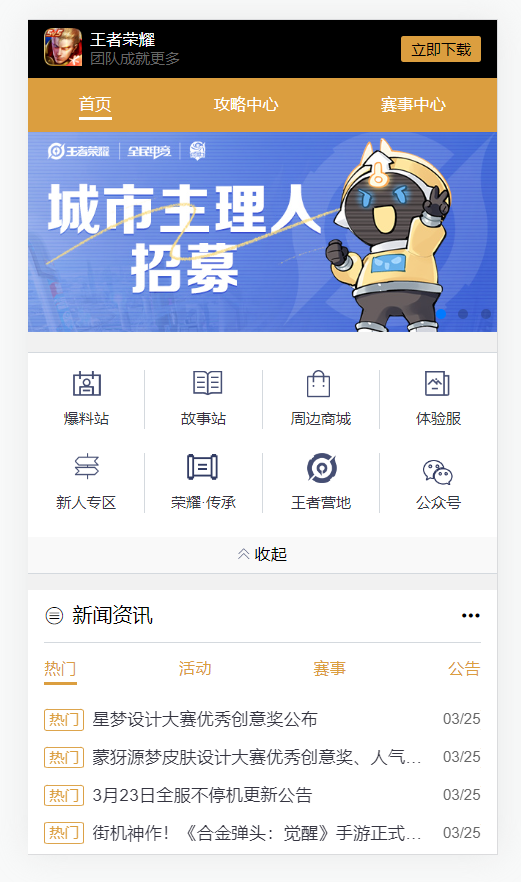 5v5
王者荣耀
团队成就更多
立即下载
首页
攻略中心
赛事中心
王者荣耀
全民电竞
城市主理人
招募
爆料站
故事站
周边商城
体验服
新人专区
荣耀·传承
王者营地
公众号
收起
新闻资讯
热门
活动
赛事
公告
热门 星梦设计大赛优秀创意奖公布 03/25
热门 蒙犽源梦皮肤设计大赛优秀创意奖、人气... 03/25
热门 3月23日全服不停机更新公告 03/25
热门 街机神作！《合金弹头：觉醒》手游正式... 03/25